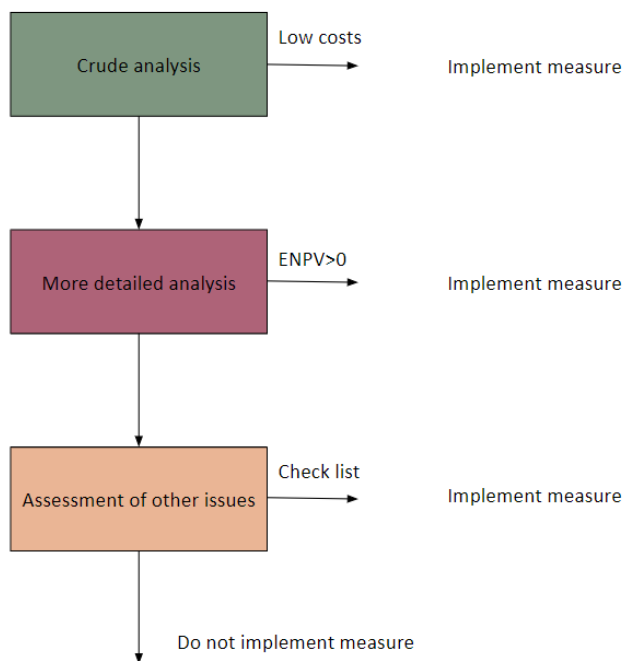 Low costs
Crude analysis
Implement measure
ENPV>0
More detailed analysis
Implement measure
Check list
Assessment of other issues
Implement measure
Do not implement measure